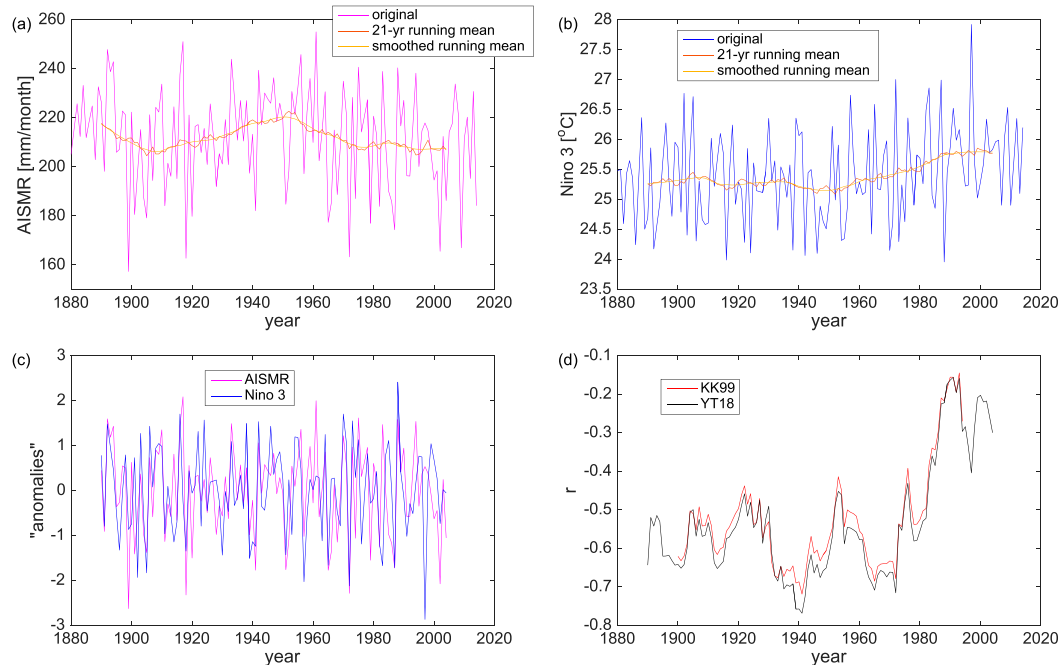 (a)
260
240
220
200
180
160
AISMR [mm/month]
1880 1900 1920 1940 1960 1980 2000 2020
year
original
21-yr running mean
smoothed running mean
(b)
28
27.5
27
26.5
26
25.5
25
24.5
24
23.5
Nino 3 [°C]
1880 1900 1920 1940 1960 1980 2000 2020
year
original
21-yr running mean
smoothed running mean
(c)
3
2
1
0
-1
-2
-3
"anomalies"
1880 1900 1920 1940 1960 1980 2000 2020
year
AISMR
Nino 3
(d)
-0.1
-0.2
-0.3
-0.4
-0.5
-0.6
-0.7
-0.8
r
1880 1900 1920 1940 1960 1980 2000 2020
year
KK99
YT18